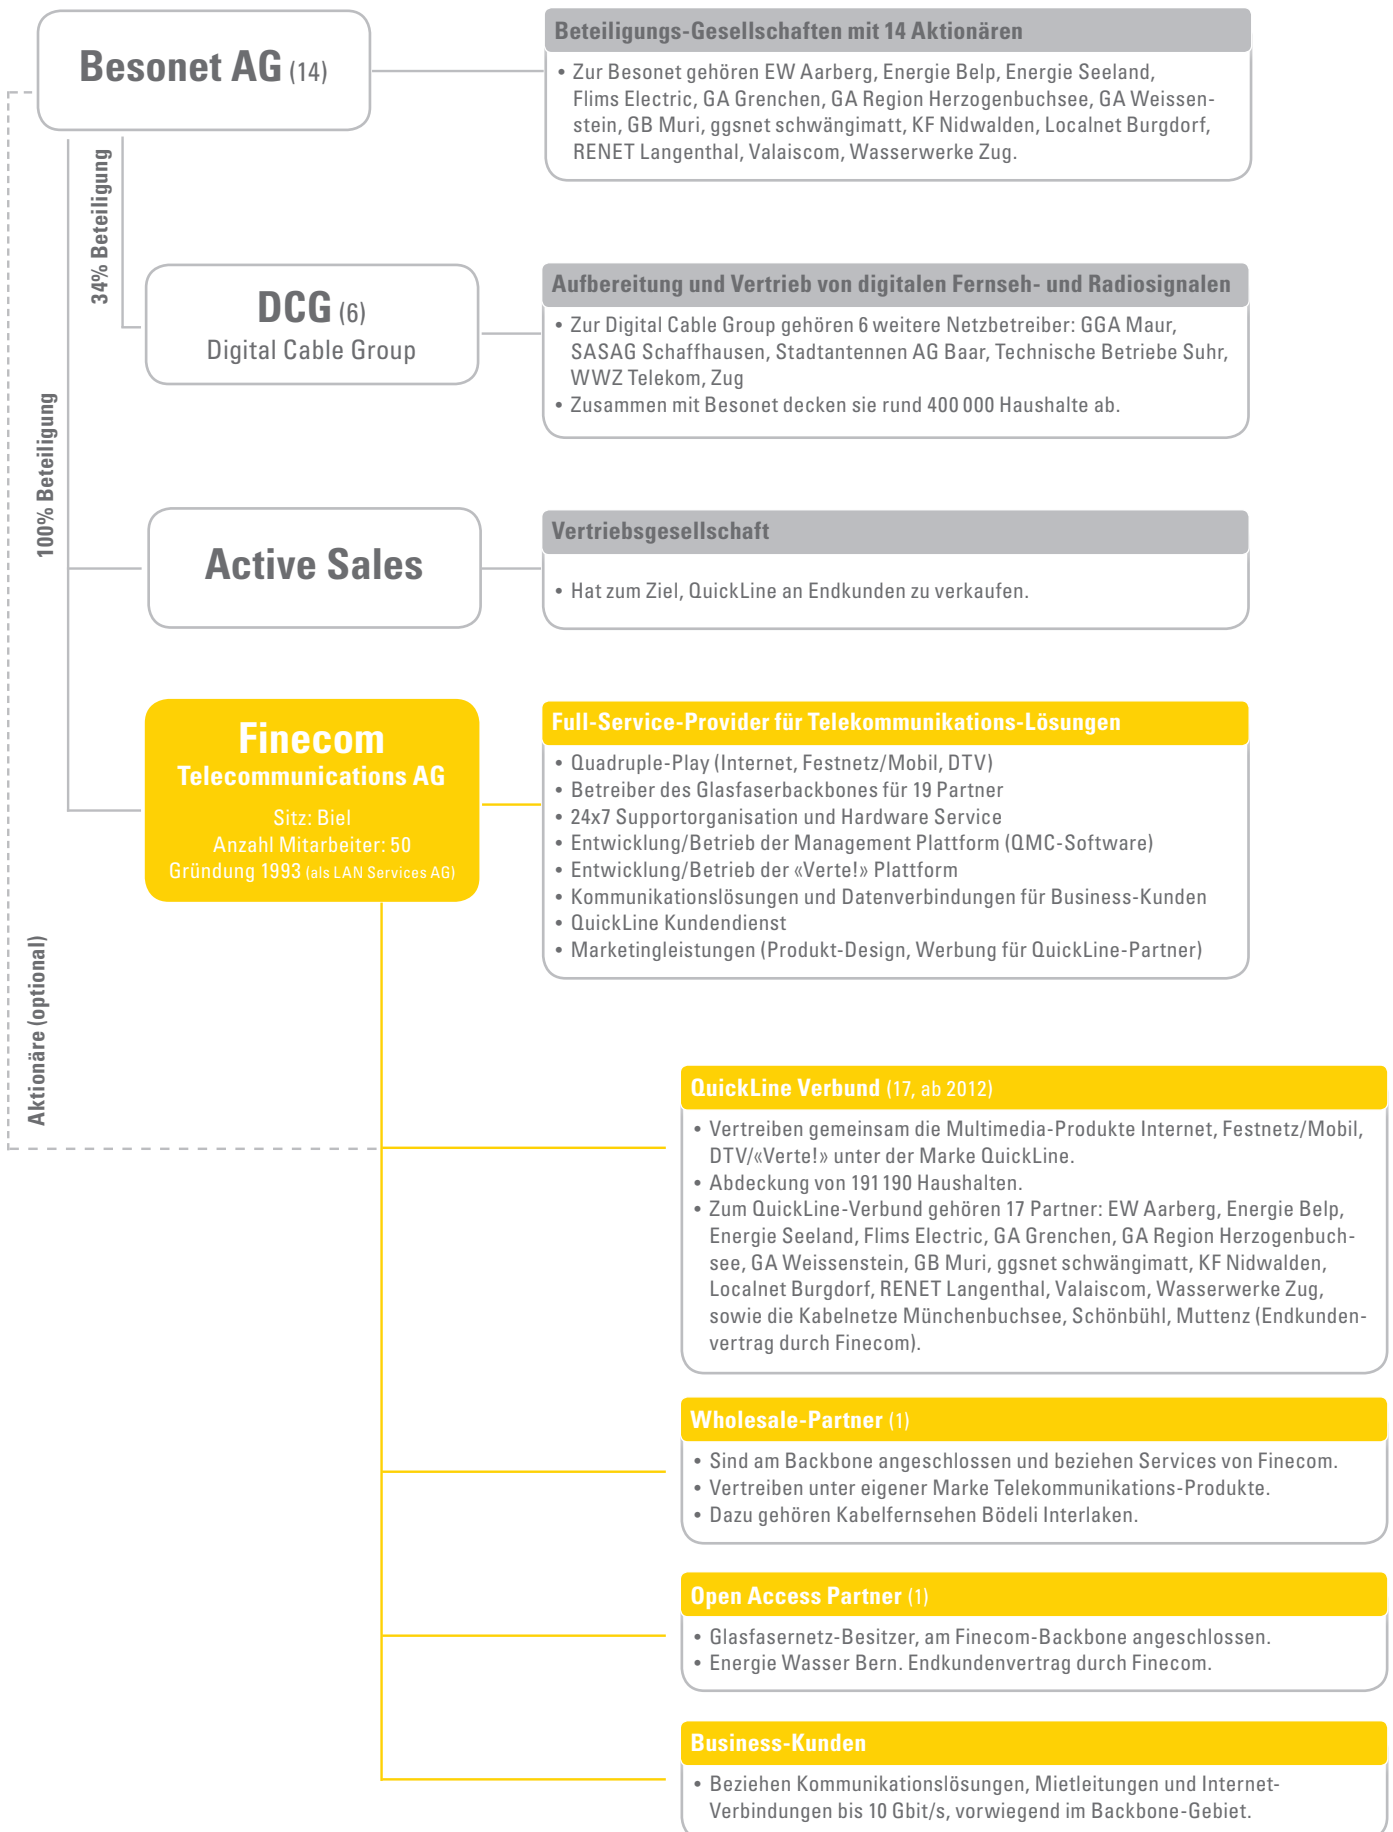 Besonet AG (14)
Beteiligungs-Gesellschaften mit 14 Aktionären
• Zur Besonet gehören EW Aarberg, Energie Belp, Energie Seeland,
Flims Electric, GA Grenchen, GA Region Herzogenbuchsee, GA Weissen-
stein, GB Muri, ggsnet schwängimatt, KF Nidwalden, Localnet Burgdorf,
RENET Langenthal, Valaiscom, Wasserwerke Zug.
34% Beteiligung
DCG (6)
Digital Cable Group
Aufbereitung und Vertrieb von digitalen Fernseh- und Radiosignalen
• Zur Digital Cable Group gehören 6 weitere Netzbetreiber: GGA Maur,
SASAG Schaffhausen, Stadtantennen AG Baar, Technische Betriebe Suhr,
WWZ Telekom, Zug
• Zusammen mit Besonet decken sie rund 400 000 Haushalte ab.
100% Beteiligung
Active Sales
Vertriebsgesellschaft
• Hat zum Ziel, QuickLine an Endkunden zu verkaufen.
Finecom
Telecommunications AG
Sitz: Biel
Anzahl Mitarbeiter: 50
Gründung 1993 (als LAN Services AG)
Full-Service-Provider für Telekommunikations-Lösungen
• Quadruple-Play (Internet, Festnetz/Mobil, DTV)
• Betreiber des Glasfaserbackbones für 19 Partner
• 24x7 Supportorganisation und Hardware Service
• Entwicklung/Betrieb der Management Plattform (QMC-Software)
• Entwicklung/Betrieb der «Verte!» Plattform
• Kommunikationslösungen und Datenverbindungen für Business-Kunden
• QuickLine Kundendienst
• Marketingleistungen (Produkt-Design, Werbung für QuickLine-Partner)
Aktionäre (optional)
QuickLine Verbund (17, ab 2012)
• Vertreiben gemeinsam die Multimedia-Produkte Internet, Festnetz/Mobil,
DTV/«Verte!» unter der Marke QuickLine.
• Abdeckung von 191 190 Haushalten.
• Zum QuickLine-Verbund gehören 17 Partner: EW Aarberg, Energie Belp,
Energie Seeland, Flims Electric, GA Grenchen, GA Region Herzogenbuch-
see, GA Weissenstein, GB Muri, ggsnet schwängimatt, KF Nidwalden,
Localnet Burgdorf, RENET Langenthal, Valaiscom, Wasserwerke Zug,
sowie die Kabelnetze Münchenbuchsee, Schönbühl, Muttenz (Endkunden-
vertrag durch Finecom).
Wholesale-Partner (1)
• Sind am Backbone angeschlossen und beziehen Services von Finecom.
• Vertreiben unter eigener Marke Telekommunikations-Produkte.
• Dazu gehören Kabelfernsehen Bödeli Interlaken.
Open Access Partner (1)
• Glasfasernetz-Besitzer, am Finecom-Backbone angeschlossen.
• Energie Wasser Bern. Endkundenvertrag durch Finecom.
Business-Kunden
• Beziehen Kommunikationslösungen, Mietleitungen und Internet-
Verbindungen bis 10 Gbit/s, vorwiegend im Backbone-Gebiet.